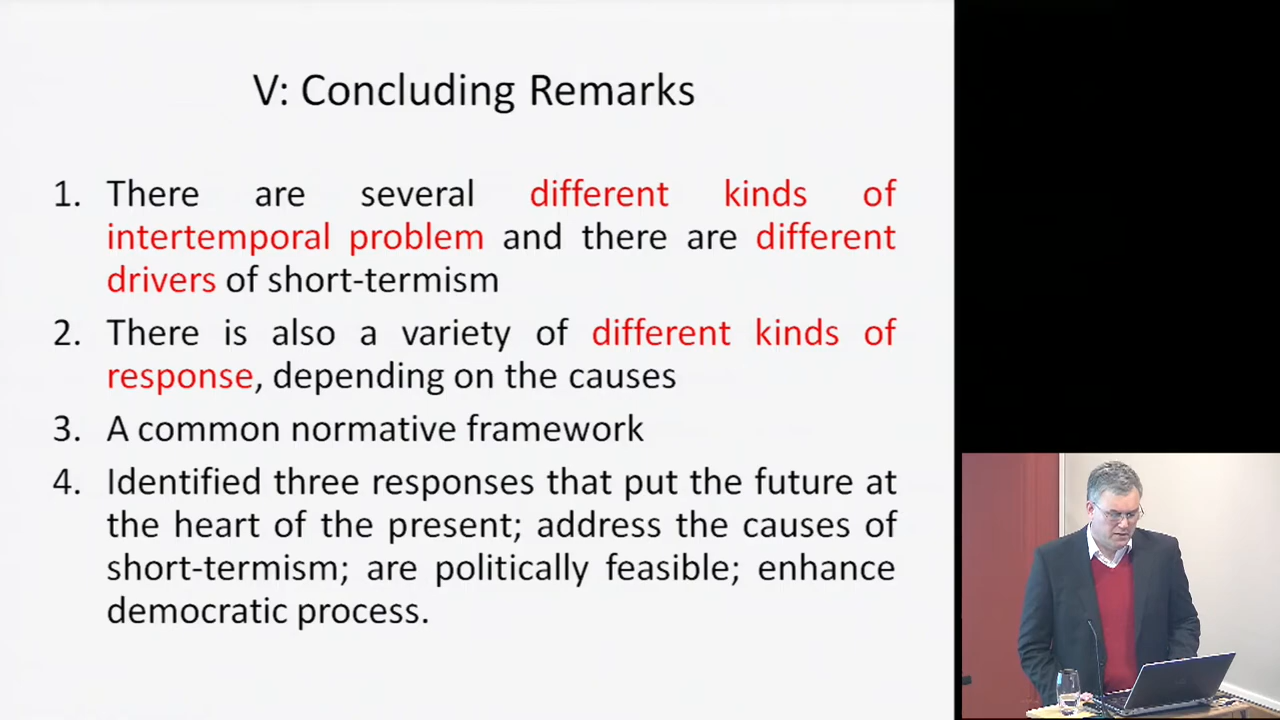 V: Concluding Remarks
1. There are several different kinds of
intertemporal problem and there are different
drivers of short-termism
2. There is also a variety of different kinds of
response, depending on the causes
3. A common normative framework
4. Identified three responses that put the future at
the heart of the present; address the causes of
short-termism; are politically feasible; enhance
democratic process.